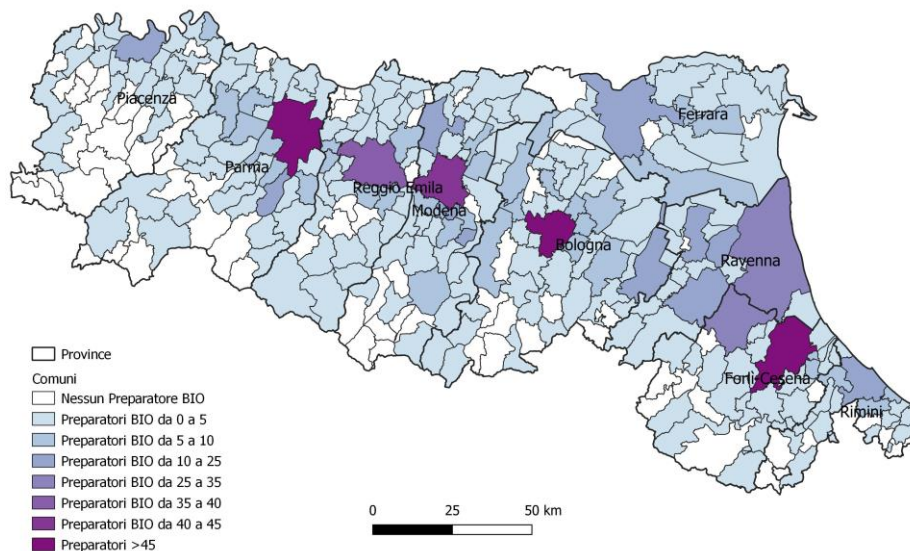 Piacenza
Ferrara
Parma
Reggio Emila
Modena
Bologna
Ravenna
Forlì-Cesena
Rimini
Province
Comuni
Nessun Preparatore BIO
Preparatori BIO da 0 a 5
Preparatori BIO da 5 a 10
Preparatori BIO da 10 a 25
Preparatori BIO da 25 a 35
Preparatori BIO da 35 a 40
Preparatori BIO da 40 a 45
Preparatori >45
0 25 50 km